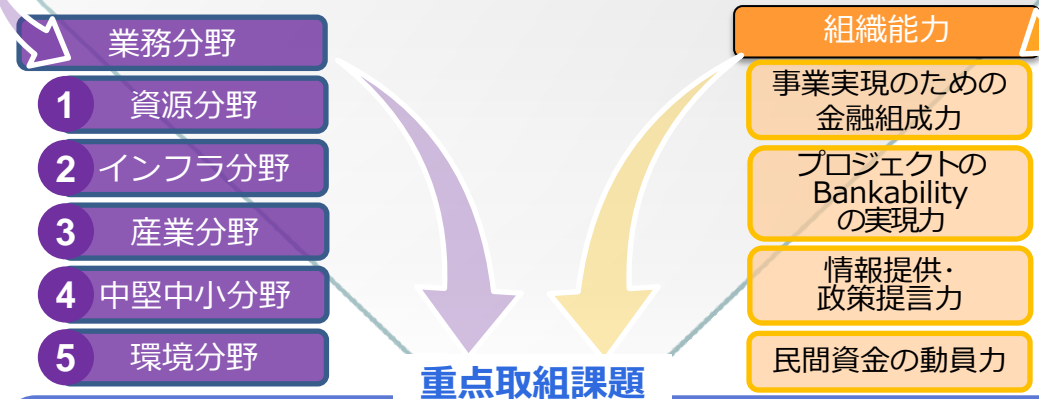 業務分野
1 資源分野
2 インフラ分野
3 産業分野
4 中堅中小分野
5 環境分野
組織能力
事業実現のための
金融組成力
プロジェクトの
Bankability
の実現力
情報提供・
政策提言力
民間資金の動員力
重点取組課題